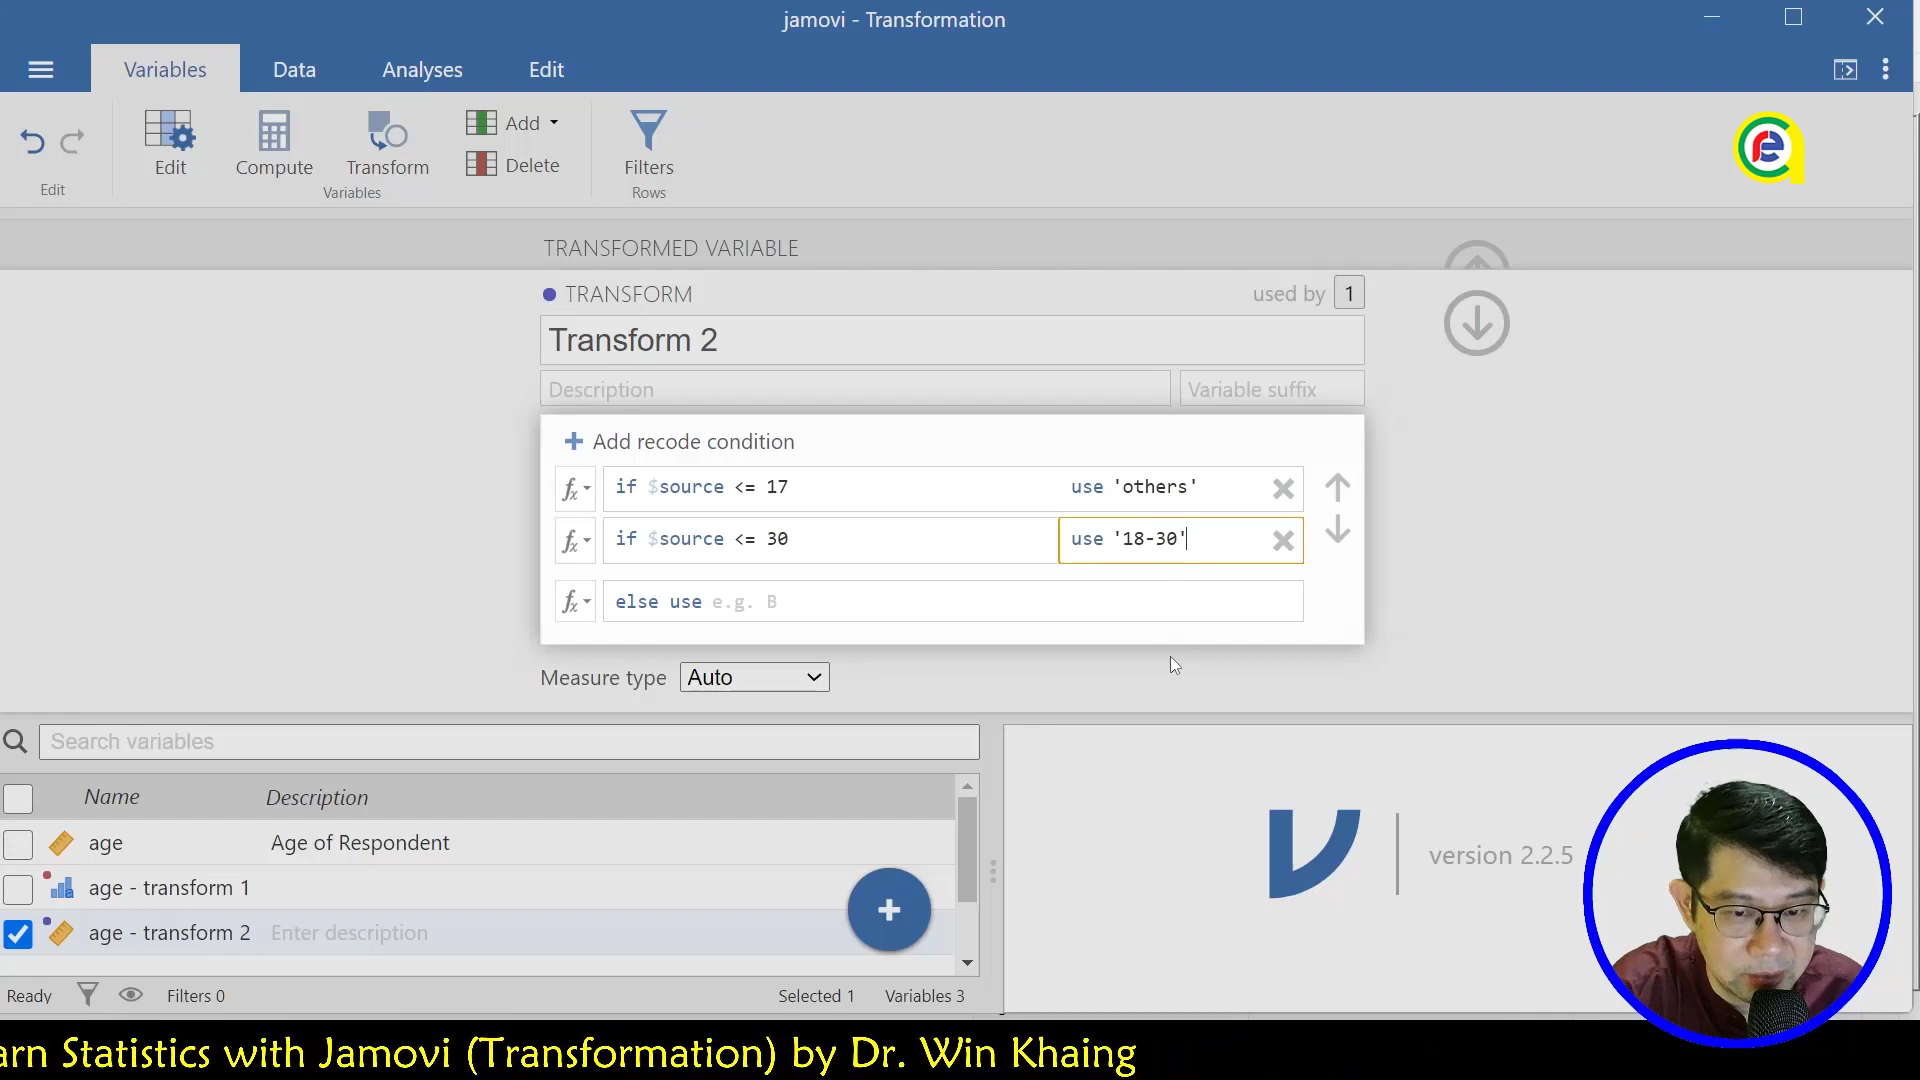 jamovi - Transformation
Variables Data Analyses Edit
Edit Compute Transform Add Delete Filters
Edit Variables Rows
TRANSFORMED VARIABLE
TRANSFORM used by 1
Transform 2
Description Variable suffix
Add recode condition
if $source <= 17 use 'others'
if $source <= 30 use '18-30'
else use e.g. B
Measure type Auto
Search variables
Name Description
age Age of Respondent
age - transform 1
age - transform 2 Enter description
version 2.2.5
Ready Filters 0 Selected 1 Variables 3
arn Statistics with Jamovi (Transformation) by Dr. Win Khaing